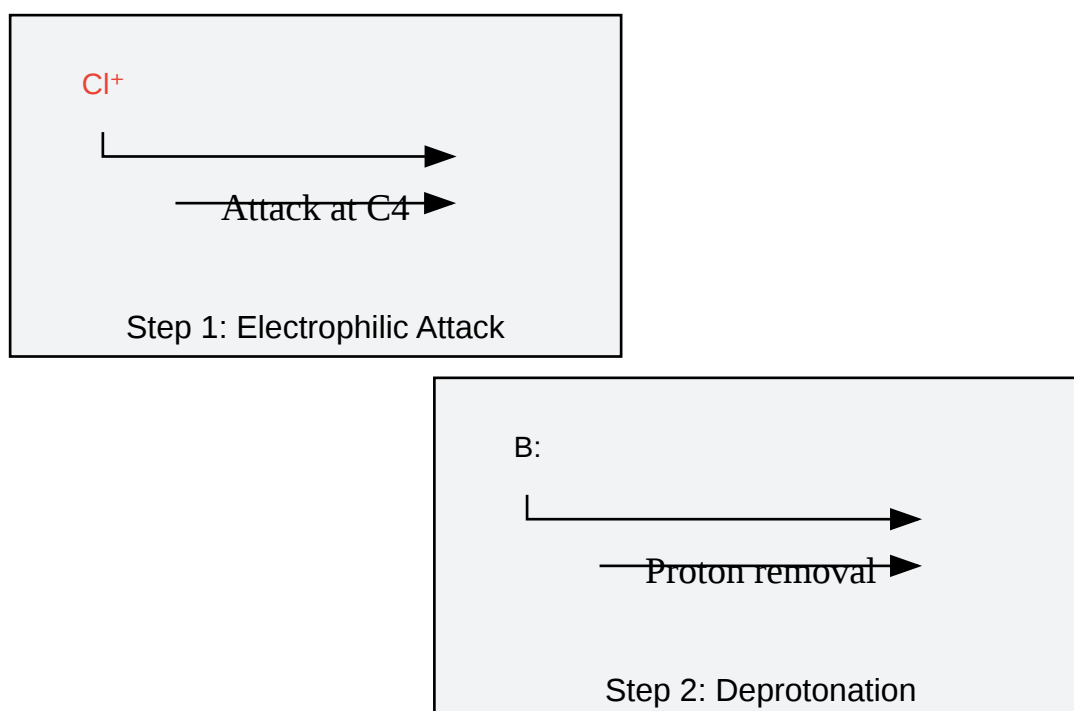 Cl⁺
Attack at C4
Step 1: Electrophilic Attack
B:
Proton removal
Step 2: Deprotonation